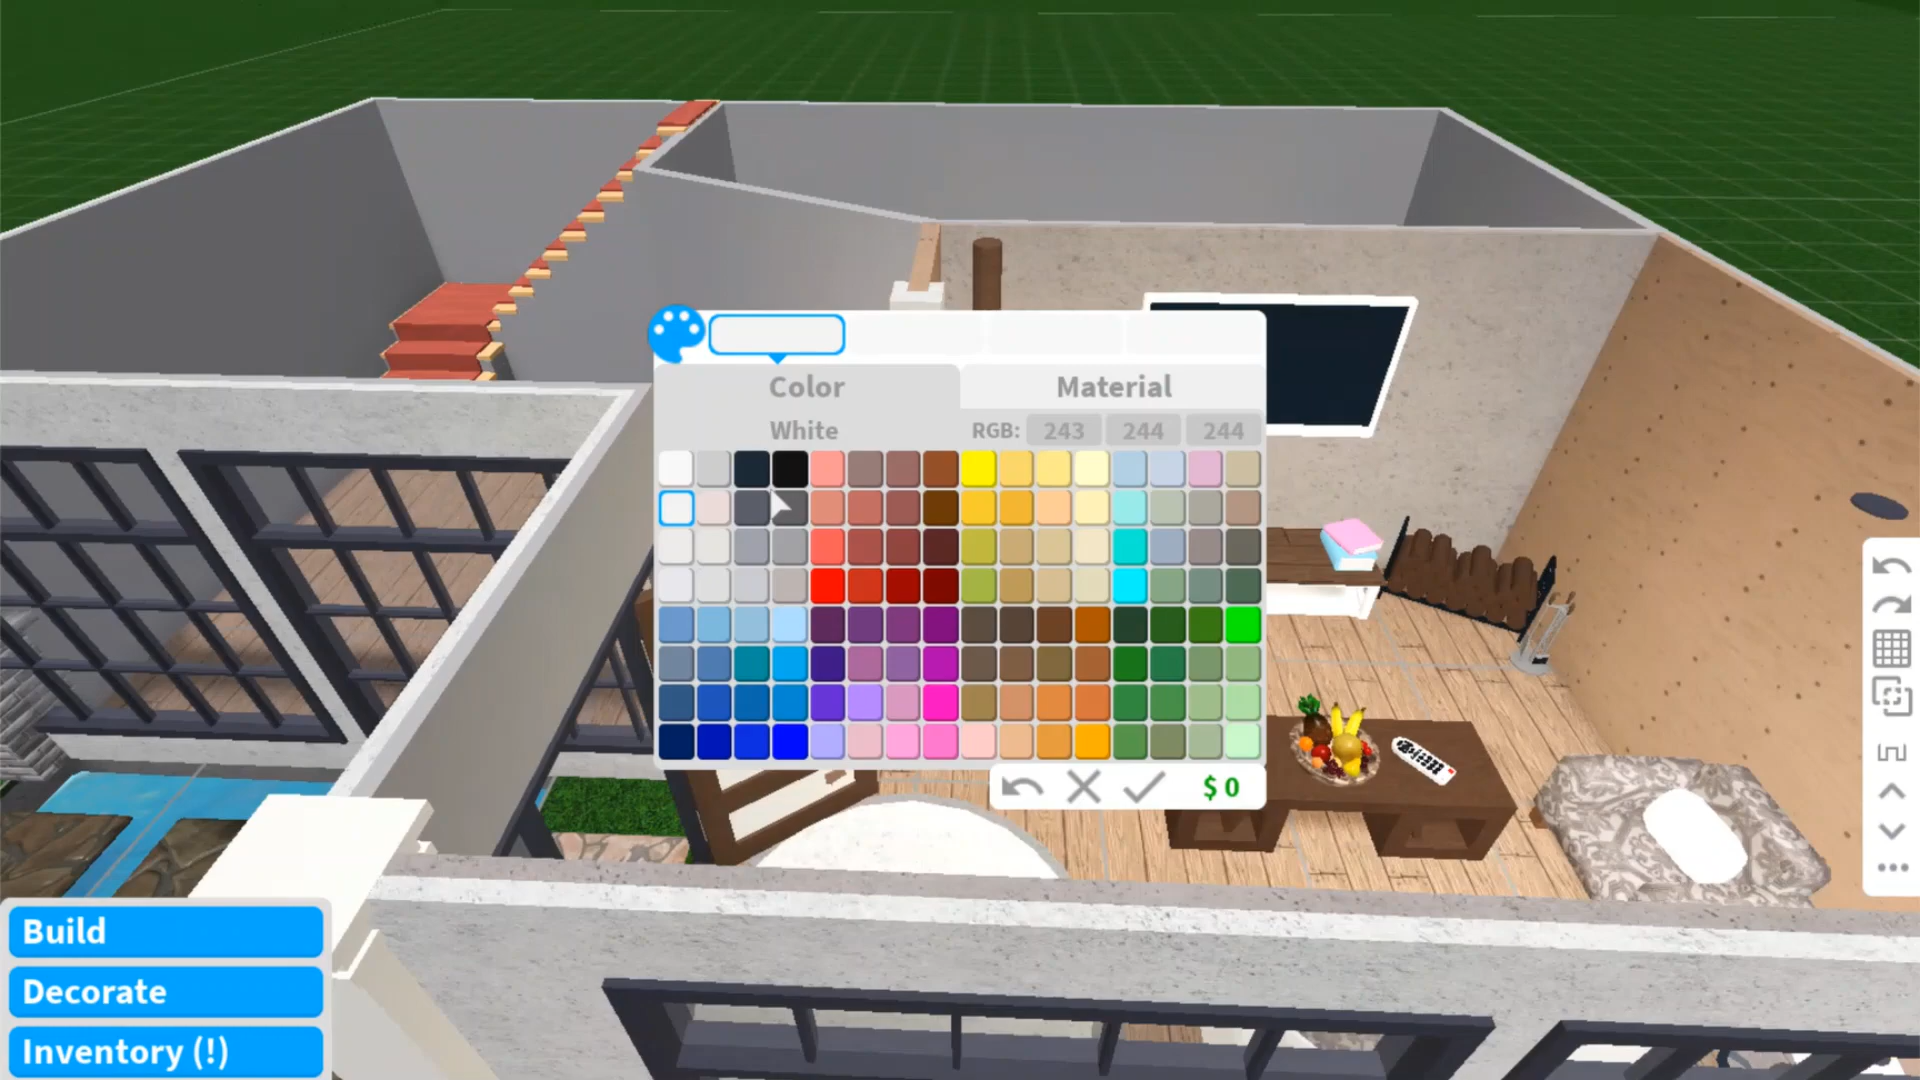 Color
Material
White
RGB: 243 244 244
$ 0
Build
Decorate
Inventory (!)